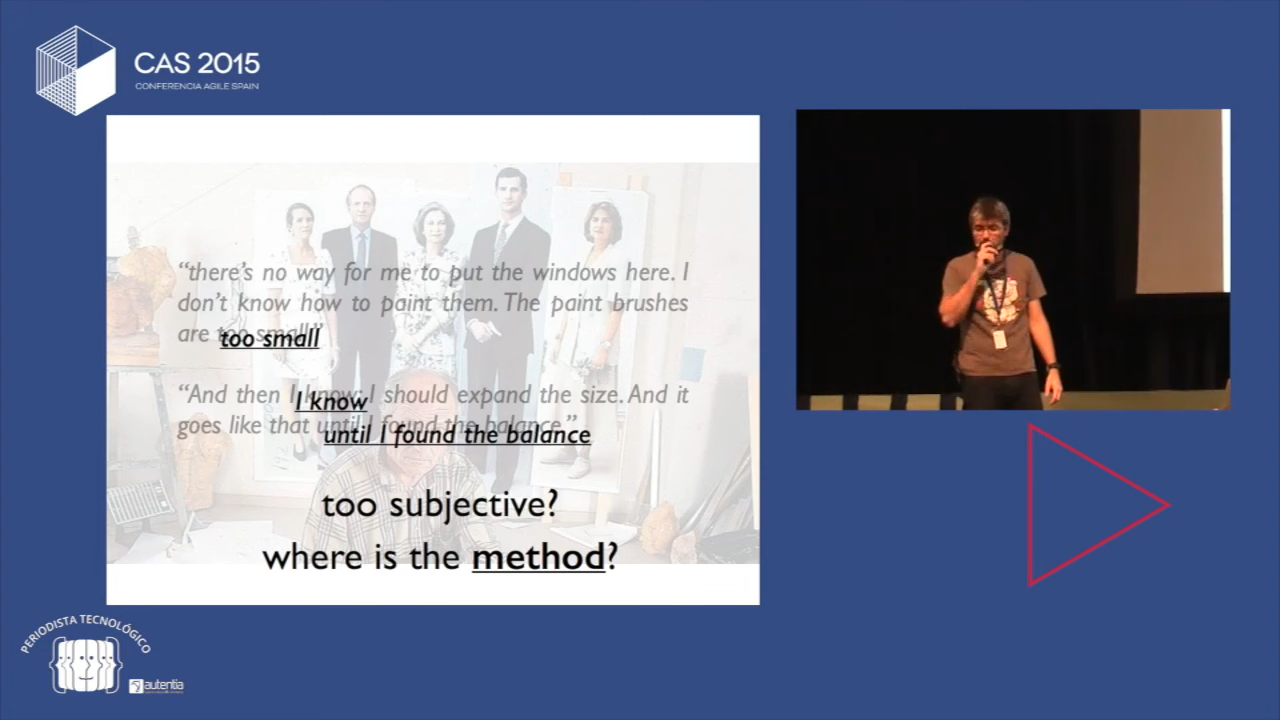 CAS 2015
CONFERENCIA AGILE SPAIN
“there’s no way for me to put the windows here. I
don’t know how to paint them. The paint brushes
are too small”
too small
“And then I know: I should expand the size. And it
goes like that until I found the balance.”
I know
until I found the balance
too subjective?
where is the method?
PERIODISTA TECNOLÓGICO
autentia